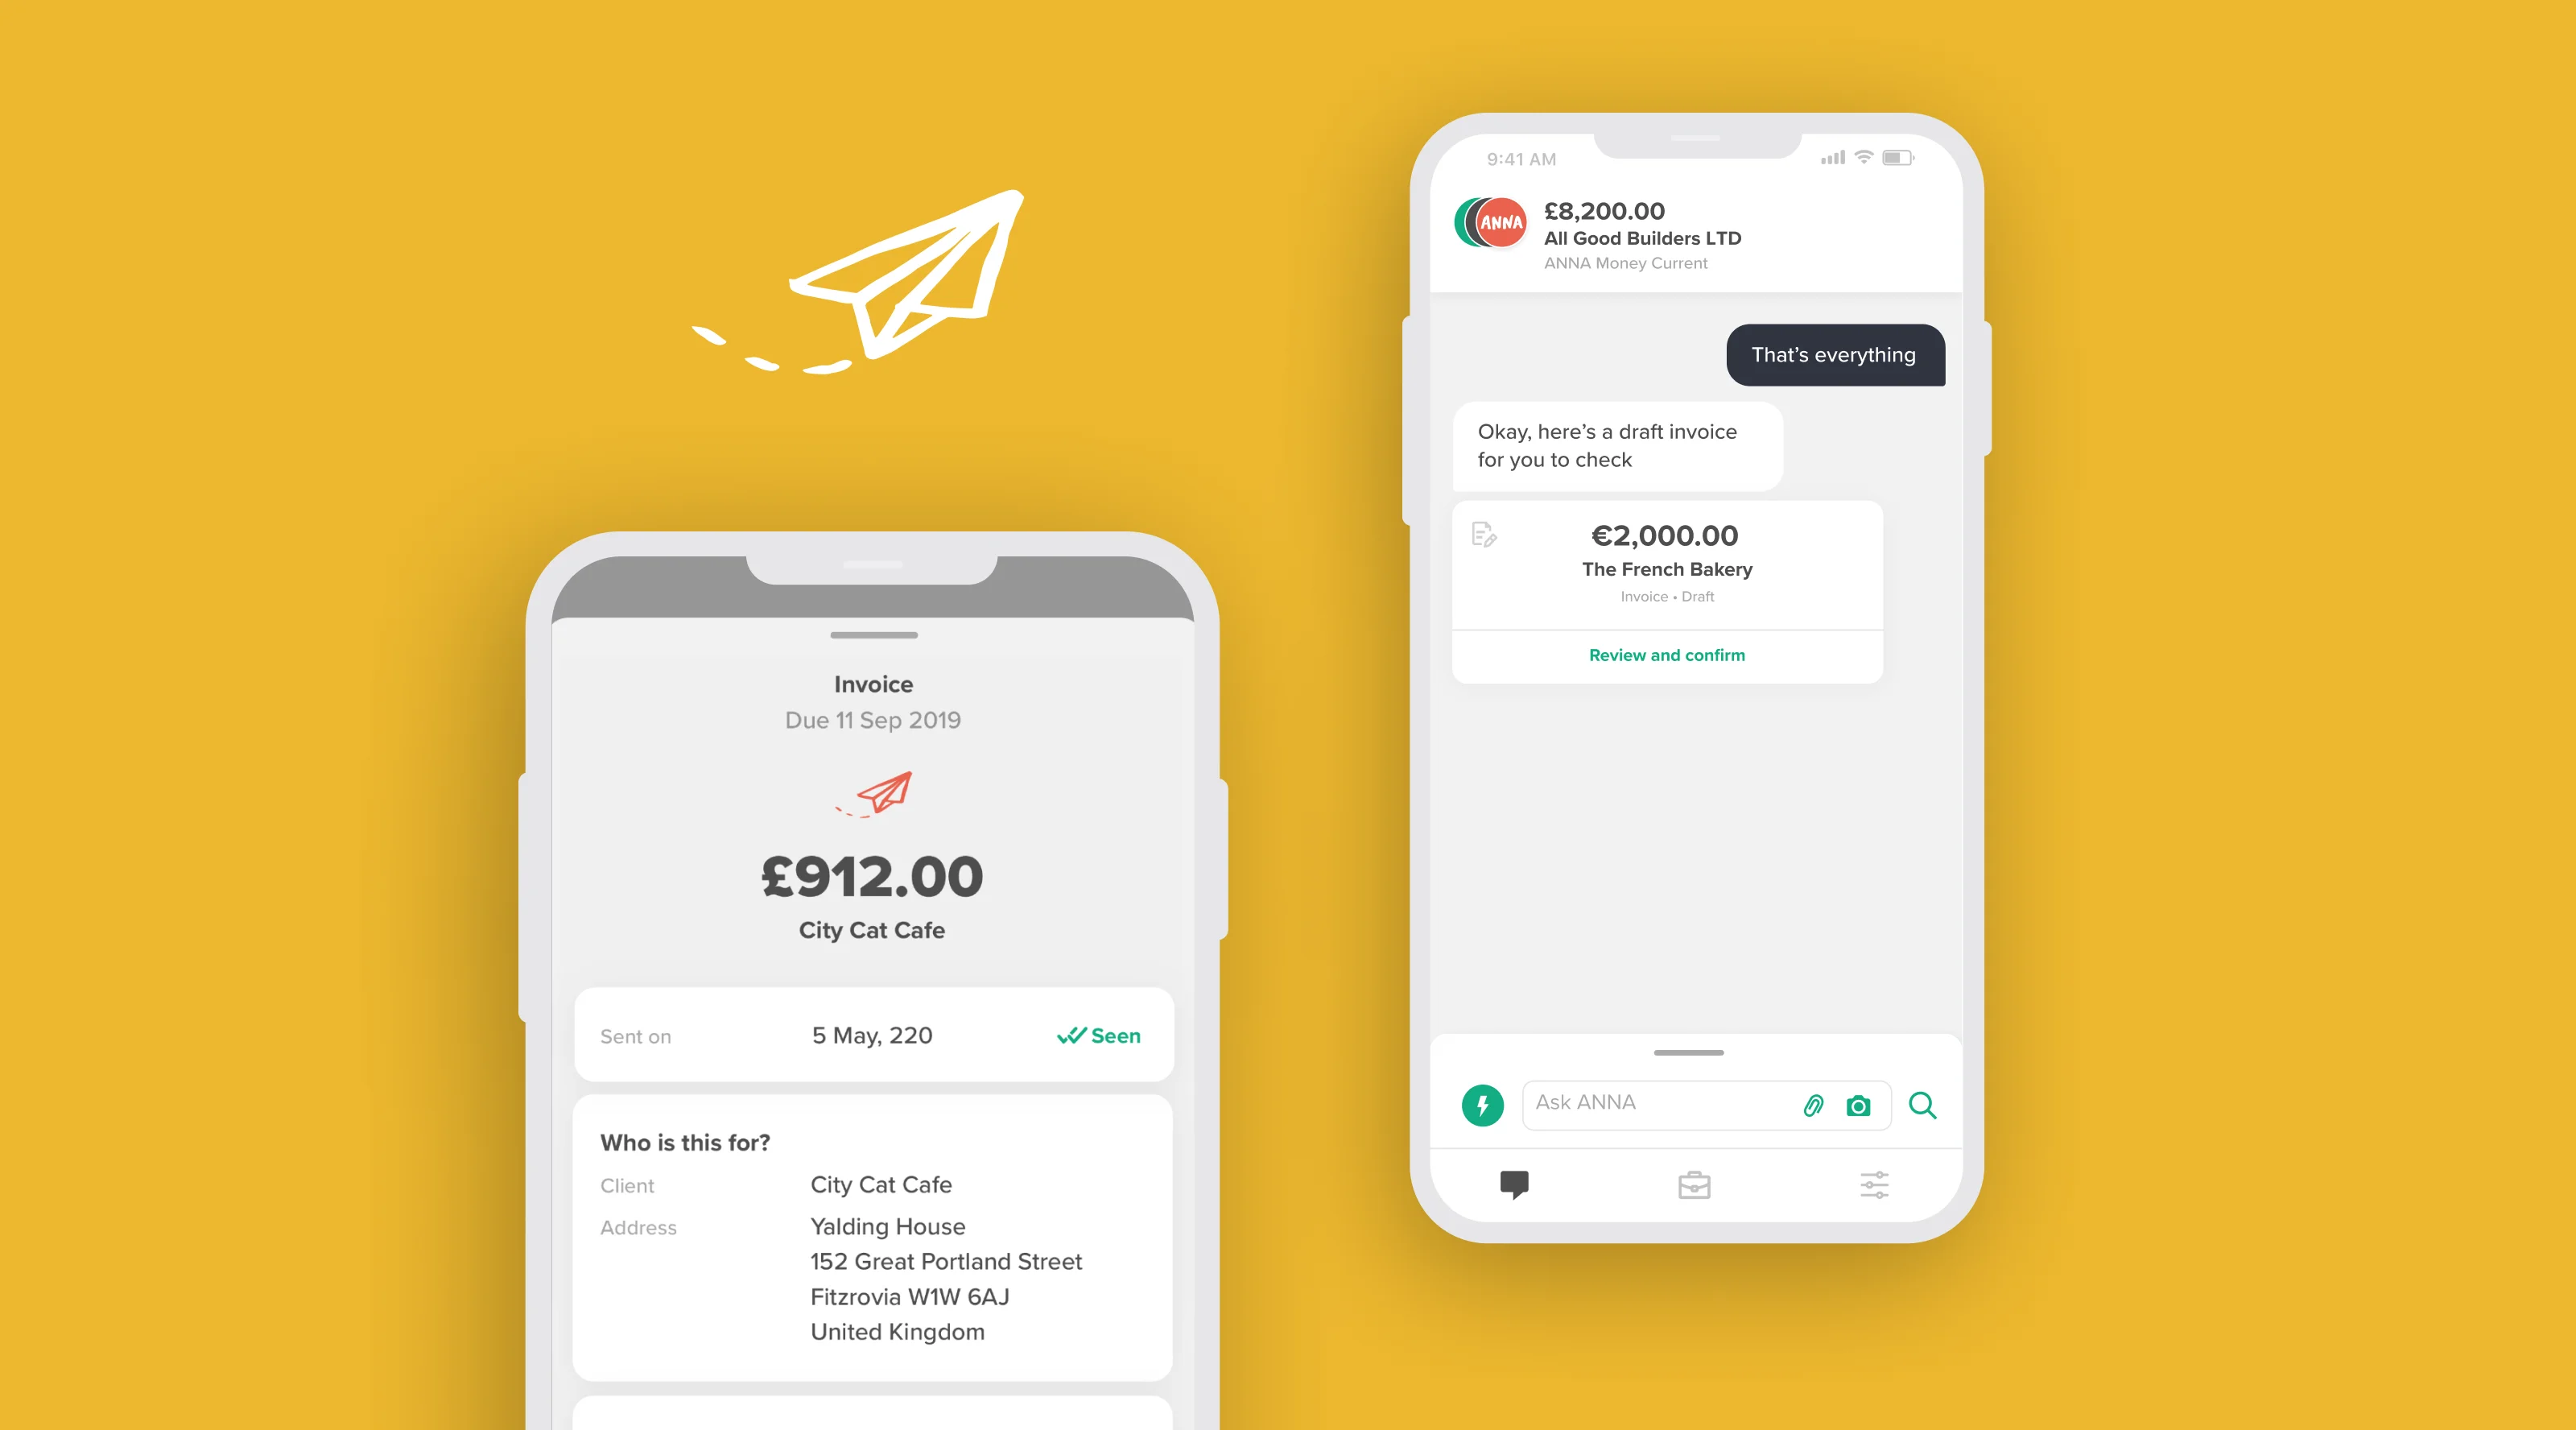 Invoice
Due 11 Sep 2019
£912.00
City Cat Cafe
Sent on 5 May, 220 Seen
Who is this for?
Client City Cat Cafe
Address Yalding House
152 Great Portland Street
Fitzrovia W1W 6AJ
United Kingdom
9:41 AM
ANNA
£8,200.00
All Good Builders LTD
ANNA Money Current
That’s everything
Okay, here’s a draft invoice
for you to check
€2,000.00
The French Bakery
Invoice • Draft
Review and confirm
Ask ANNA